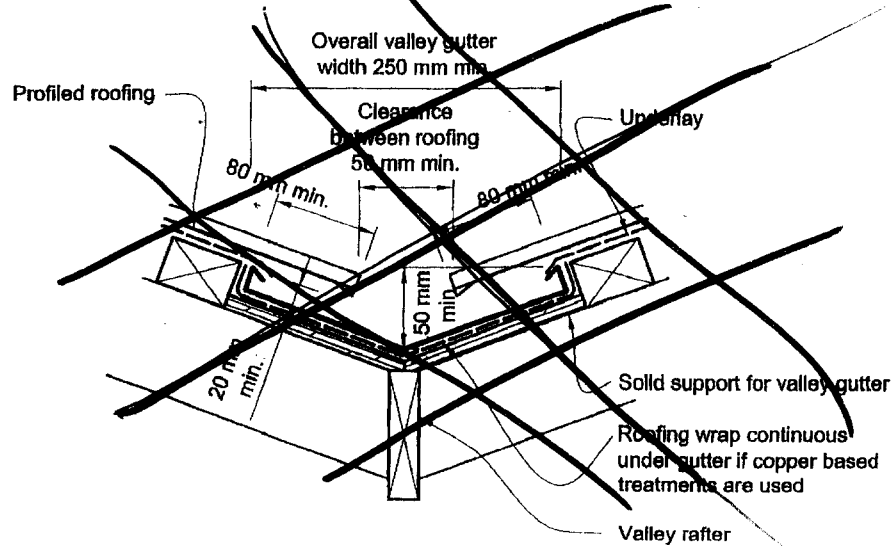 Overall valley gutter
width 250 mm min.
Profiled roofing
Clearance
between roofing
50 mm min.
Underlay
80 mm min.
80 mm min.
50 mm
min.
20 mm
min.
Solid support for valley gutter
Roofing wrap continuous
under gutter if copper based
treatments are used
Valley rafter